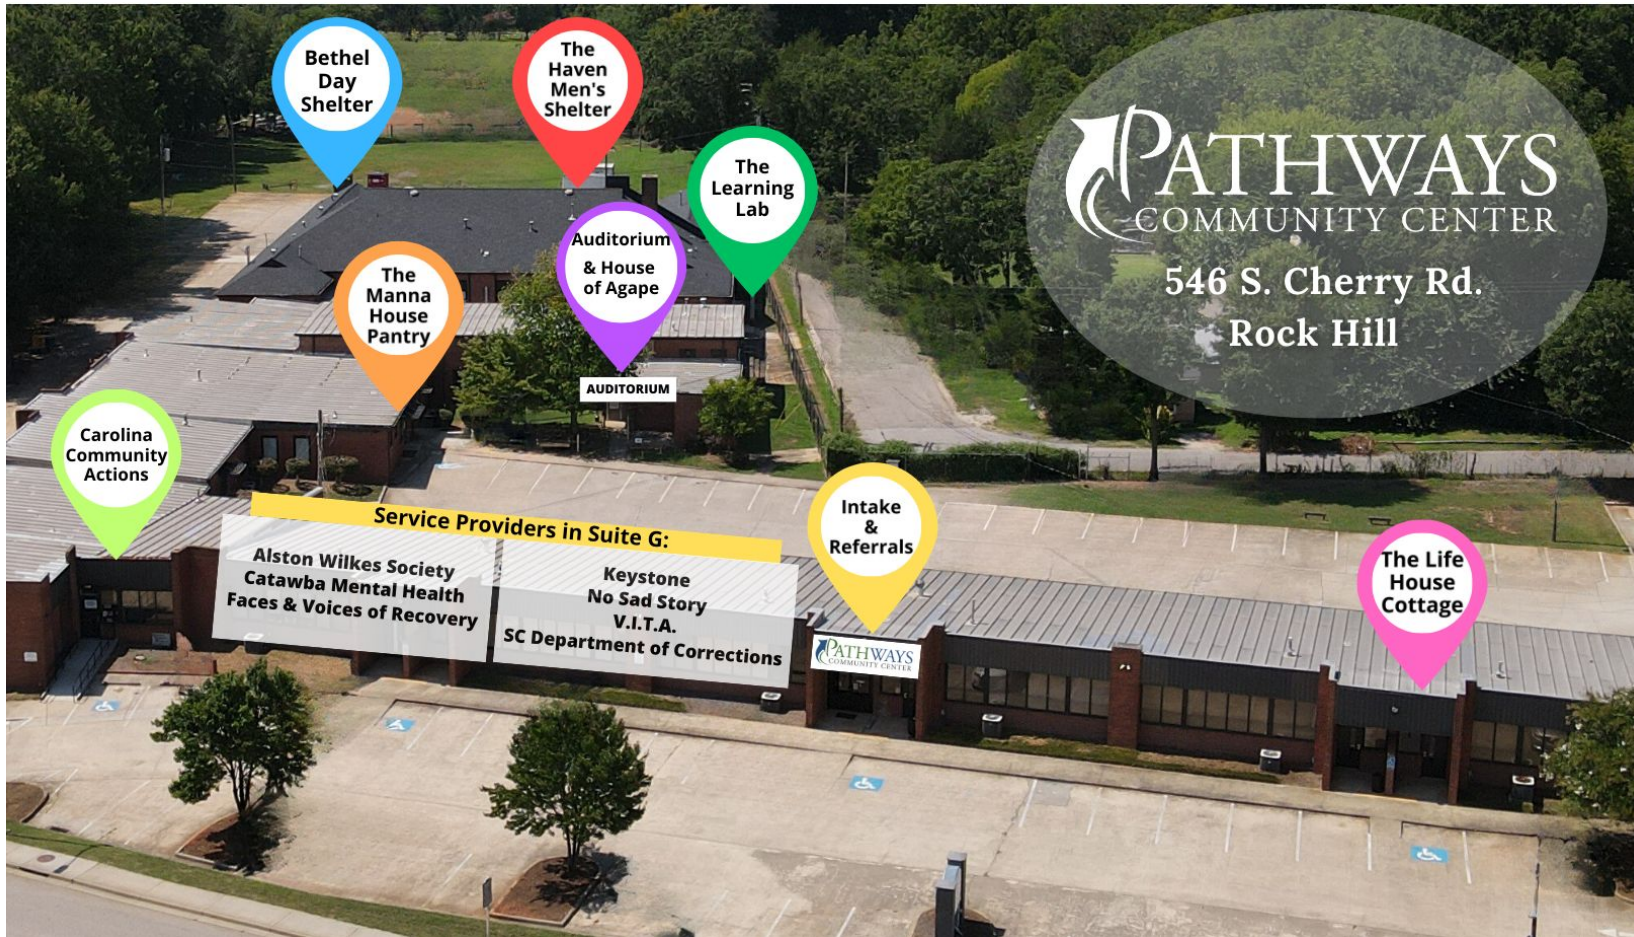 Bethel
Day
Shelter
The
Haven
Men's
Shelter
The
Learning
Lab
PATHWAYS
COMMUNITY CENTER
546 S. Cherry Rd.
Rock Hill
Auditorium
& House
of Agape
The
Manna
House
Pantry
AUDITORIUM
Carolina
Community
Actions
Intake
&
Referrals
The Life
House
Cottage
Service Providers in Suite G:
Alston Wilkes Society
Catawba Mental Health
Faces & Voices of Recovery
Keystone
No Sad Story
V.I.T.A.
SC Department of Corrections
PATHWAYS
COMMUNITY CENTER